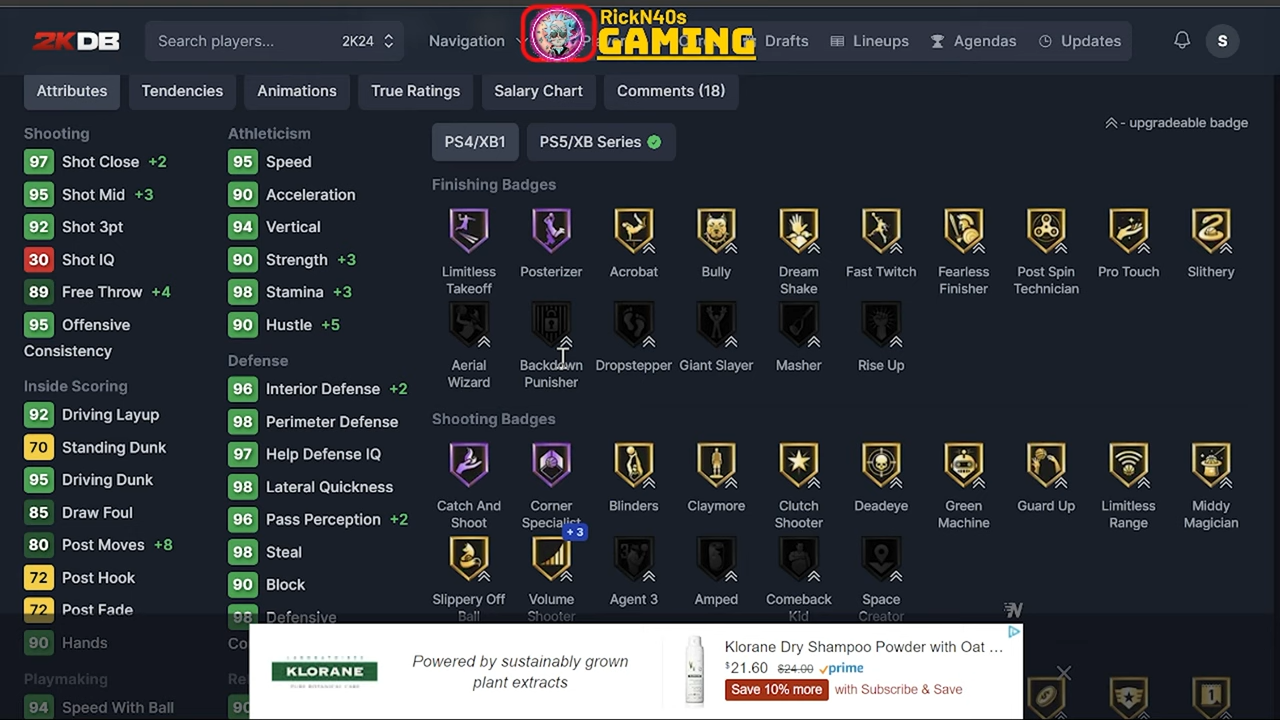 RickN40s
GAMING
2KDB
Search players...
2K24
Navigation
Drafts
Lineups
Agendas
Updates
S
Attributes
Tendencies
Animations
True Ratings
Salary Chart
Comments (18)
Shooting
97 Shot Close +2
95 Shot Mid +3
92 Shot 3pt
30 Shot IQ
89 Free Throw +4
95 Offensive
Consistency
Inside Scoring
92 Driving Layup
70 Standing Dunk
95 Driving Dunk
85 Draw Foul
80 Post Moves +8
72 Post Hook
72 Post Fade
90 Hands
Playmaking
94 Speed With Ball
Athleticism
95 Speed
90 Acceleration
94 Vertical
90 Strength +3
98 Stamina +3
90 Hustle +5
Defense
96 Interior Defense +2
98 Perimeter Defense
97 Help Defense IQ
98 Lateral Quickness
96 Pass Perception +2
98 Steal
90 Block
98 Defensive
PS4/XB1
PS5/XB Series
- upgradeable badge
Finishing Badges
Limitless
Takeoff
Posterizer
Acrobat
Bully
Dream
Shake
Fast Twitch
Fearless
Finisher
Post Spin
Technician
Pro Touch
Slithery
Aerial
Wizard
Backdown
Punisher
Dropstepper
Giant Slayer
Masher
Rise Up
Shooting Badges
Catch And
Shoot
Corner
Specialist
Blinders
Claymore
Clutch
Shooter
Deadeye
Green
Machine
Guard Up
Limitless
Range
Middy
Magician
+ 3
Slippery Off
Ball
Volume
Shooter
Agent 3
Amped
Comeback
Kid
Space
Creator
KLORANE
Powered by sustainably grown
plant extracts
Klorane Dry Shampoo Powder with Oat ...
$21.60 $24.00 prime
Save 10% more with Subscribe & Save